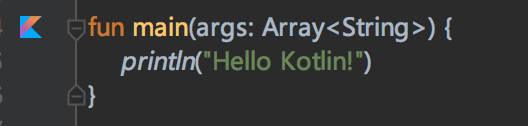 fun main(args: Array<String>) {
println("Hello Kotlin!")
}